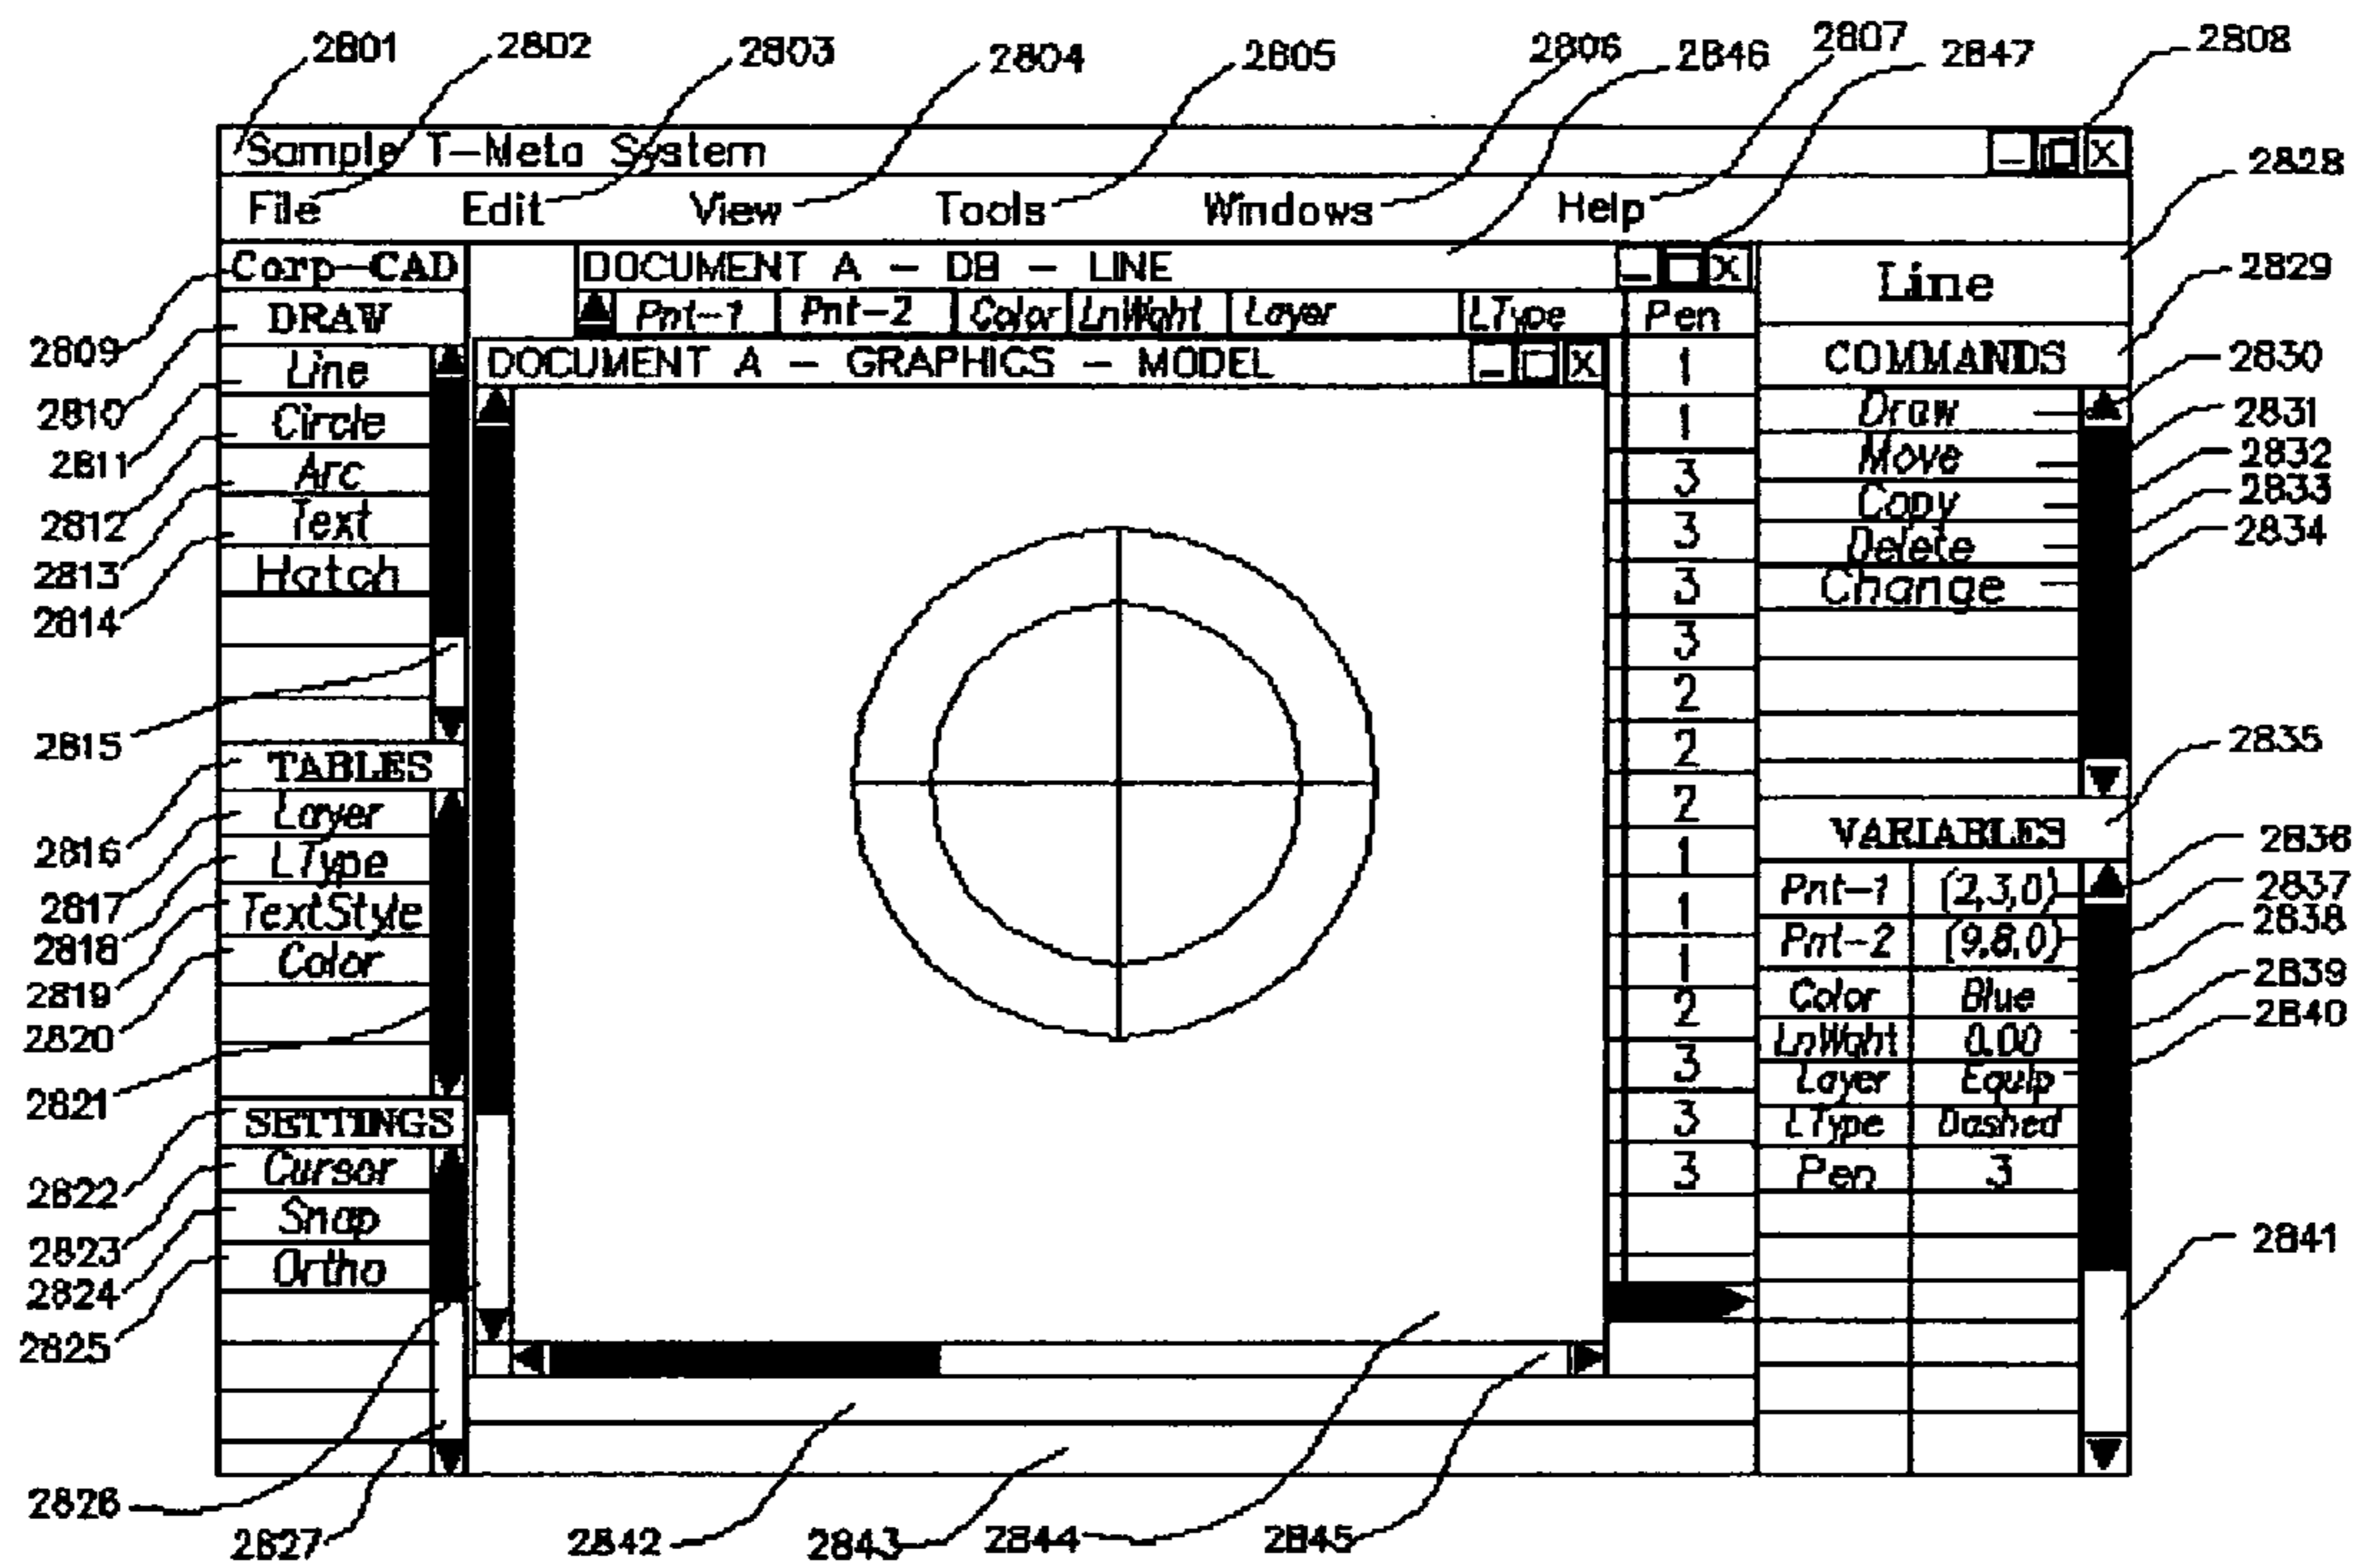 2801 2802 2803 2804 2805 2806 2846 2807 2847 2808
Sample T-Meta System
File Edit View Tools Windows Help
2828
Corp-CAD
DOCUMENT A - DB - LINE
Line
2829
DRAW
Pnt-1 Pnt-2 Color LnWght Layer LType Pen
2809
Line
DOCUMENT A - GRAPHICS - MODEL
1
COMMANDS
2830
2810
Circle
1
Draw
2831
2811
Arc
3
Move
2832
2812
Text
3
Copy
2833
2813
Hatch
3
Delete
2834
2814
3
Change
2
2815
2
2835
TABLES
Layer
2
VARIABLES
2836
2816
LType
1
Pnt-1 (2,3,0)
2837
2817
TextStyle
1
Pnt-2 (9,8,0)
2838
2818
Color
1
Color Blue
2839
2819
2
LnWght 0.00
2840
2820
3
Layer Equip
2821
SETTINGS
3
LType Dashed
2822
Cursor
3
Pen 3
2823
Snap
2841
2824
Ortho
2825
2826
2827 2842 2843 2844 2845